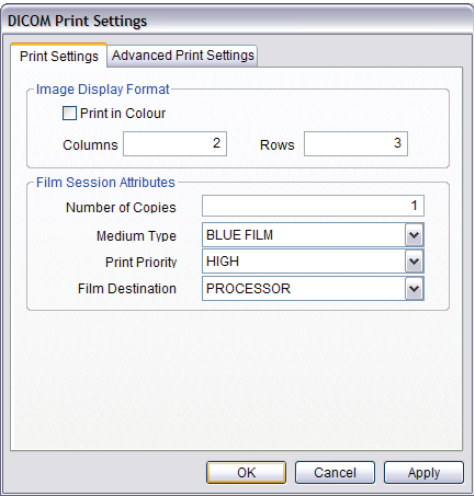 DICOM Print Settings
Print Settings Advanced Print Settings
Image Display Format
Print in Colour
Columns 2 Rows 3
Film Session Attributes
Number of Copies 1
Medium Type BLUE FILM
Print Priority HIGH
Film Destination PROCESSOR
OK Cancel Apply